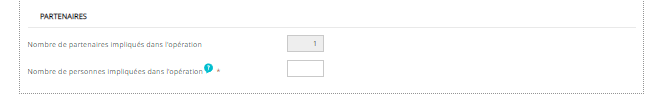 PARTENAIRES
Nombre de partenaires impliqués dans l'opération 1
Nombre de personnes impliquées dans l'opération ? *